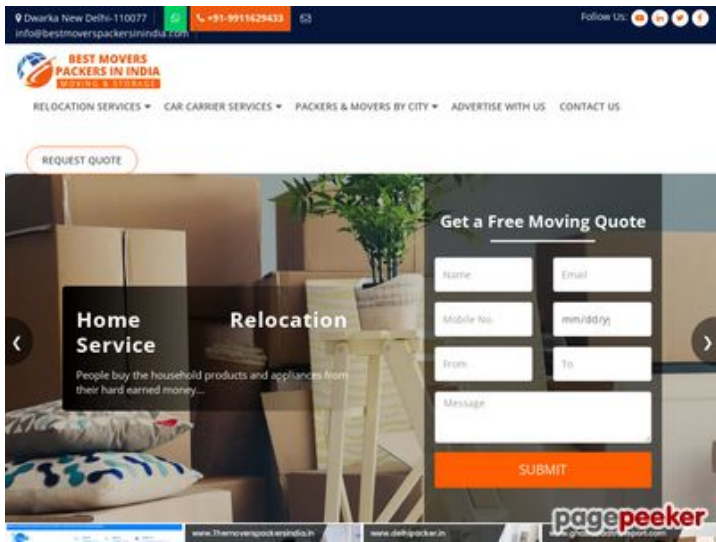 Dwarka New Delhi-110077
+91-9911629433
Follow Us:
info@bestmoverspackersinindia.com
BEST MOVERS
PACKERS IN INDIA
MOVING & STORAGE
RELOCATION SERVICES
CAR CARRIER SERVICES
PACKERS & MOVERS BY CITY
ADVERTISE WITH US
CONTACT US
REQUEST QUOTE
Get a Free Moving Quote
Name
Email
Mobile No.
mm/dd/yy
From
To
Message
SUBMIT
Home Relocation
Service
People buy the household products and appliances from
their hard earned money...
pagepeeker
www.Themoverspackersindia.in
www.delhipacker.in